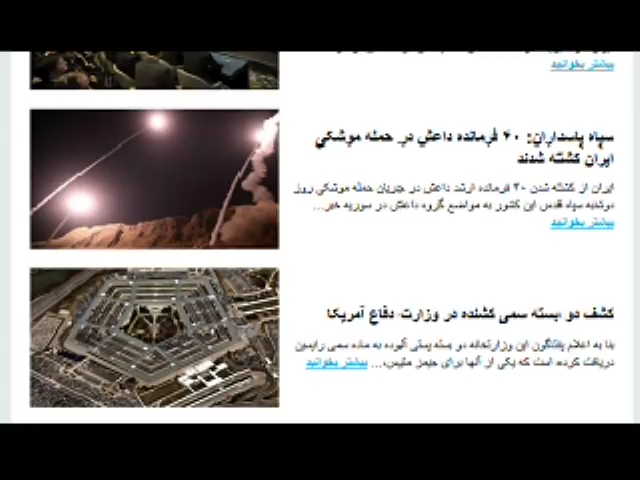 بیشتر بخوانید
سپاه پاسداران: ۴۰ فرمانده داعش در حمله موشکی
ایران کشته شدند
ایران از کشته شدن ۴۰ فرمانده ارشد داعش در جریان حمله موشکی روز
دوشنبه سپاه قدس این کشور به مواضع گروه داعش در سوریه خبر...
بیشتر بخوانید
کشف دو بسته سمی کشنده در وزارت دفاع آمریکا
بنا به اعلام پنتاگون این وزارتخانه دو بسته پستی آلوده به ماده سمی رایسین
دریافت کرده است که یکی از آنها برای جیمز متیس،... بیشتر بخوانید